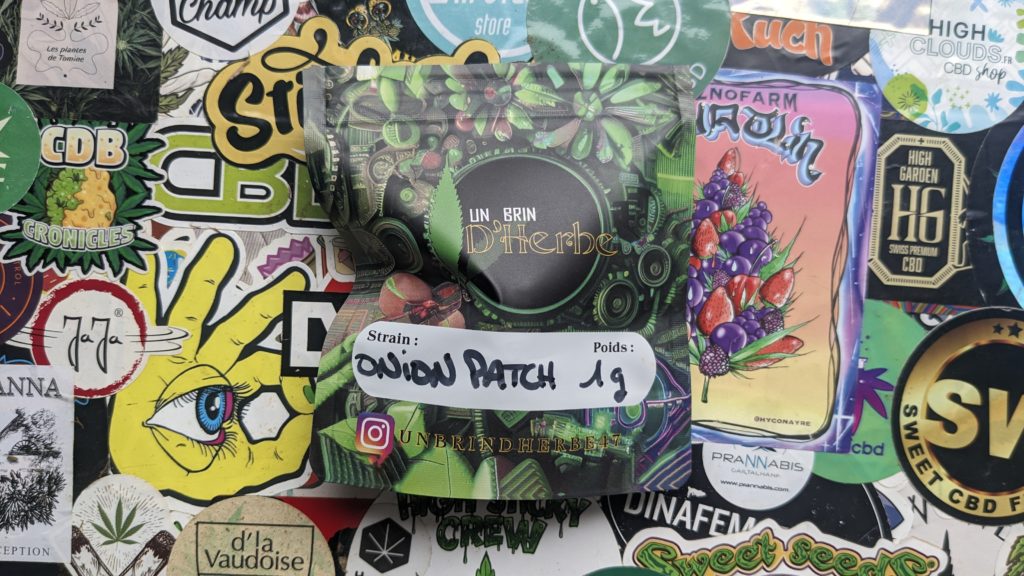 Les plantes
de Tomine
Champ
store
Kuch
HIGH
CLOUDS.FR
CBD shop
CDB
CRONICLES
CB
UN BRIN
D'Herbe
HIGH
GARDEN
HG
SWISS PREMIUM
CBD
JaJa®
Strain :
Poids :
ONION PATCH 1g
UNBRINDHERBE47
@MYCONAYRE
cbd
SW
SWEET CBD F
PRANNABIS
www.prannabis.com
DINAFEM
CREW
d'la
Vaudoise
Sweet seeds